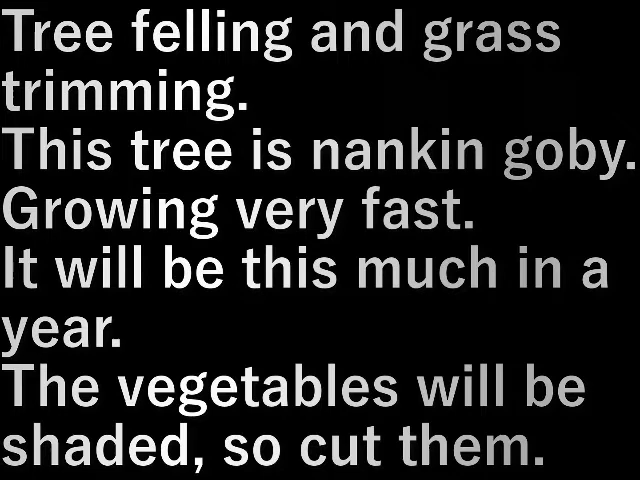 Tree felling and grass
trimming.
This tree is nankin goby.
Growing very fast.
It will be this much in a
year.
The vegetables will be
shaded, so cut them.